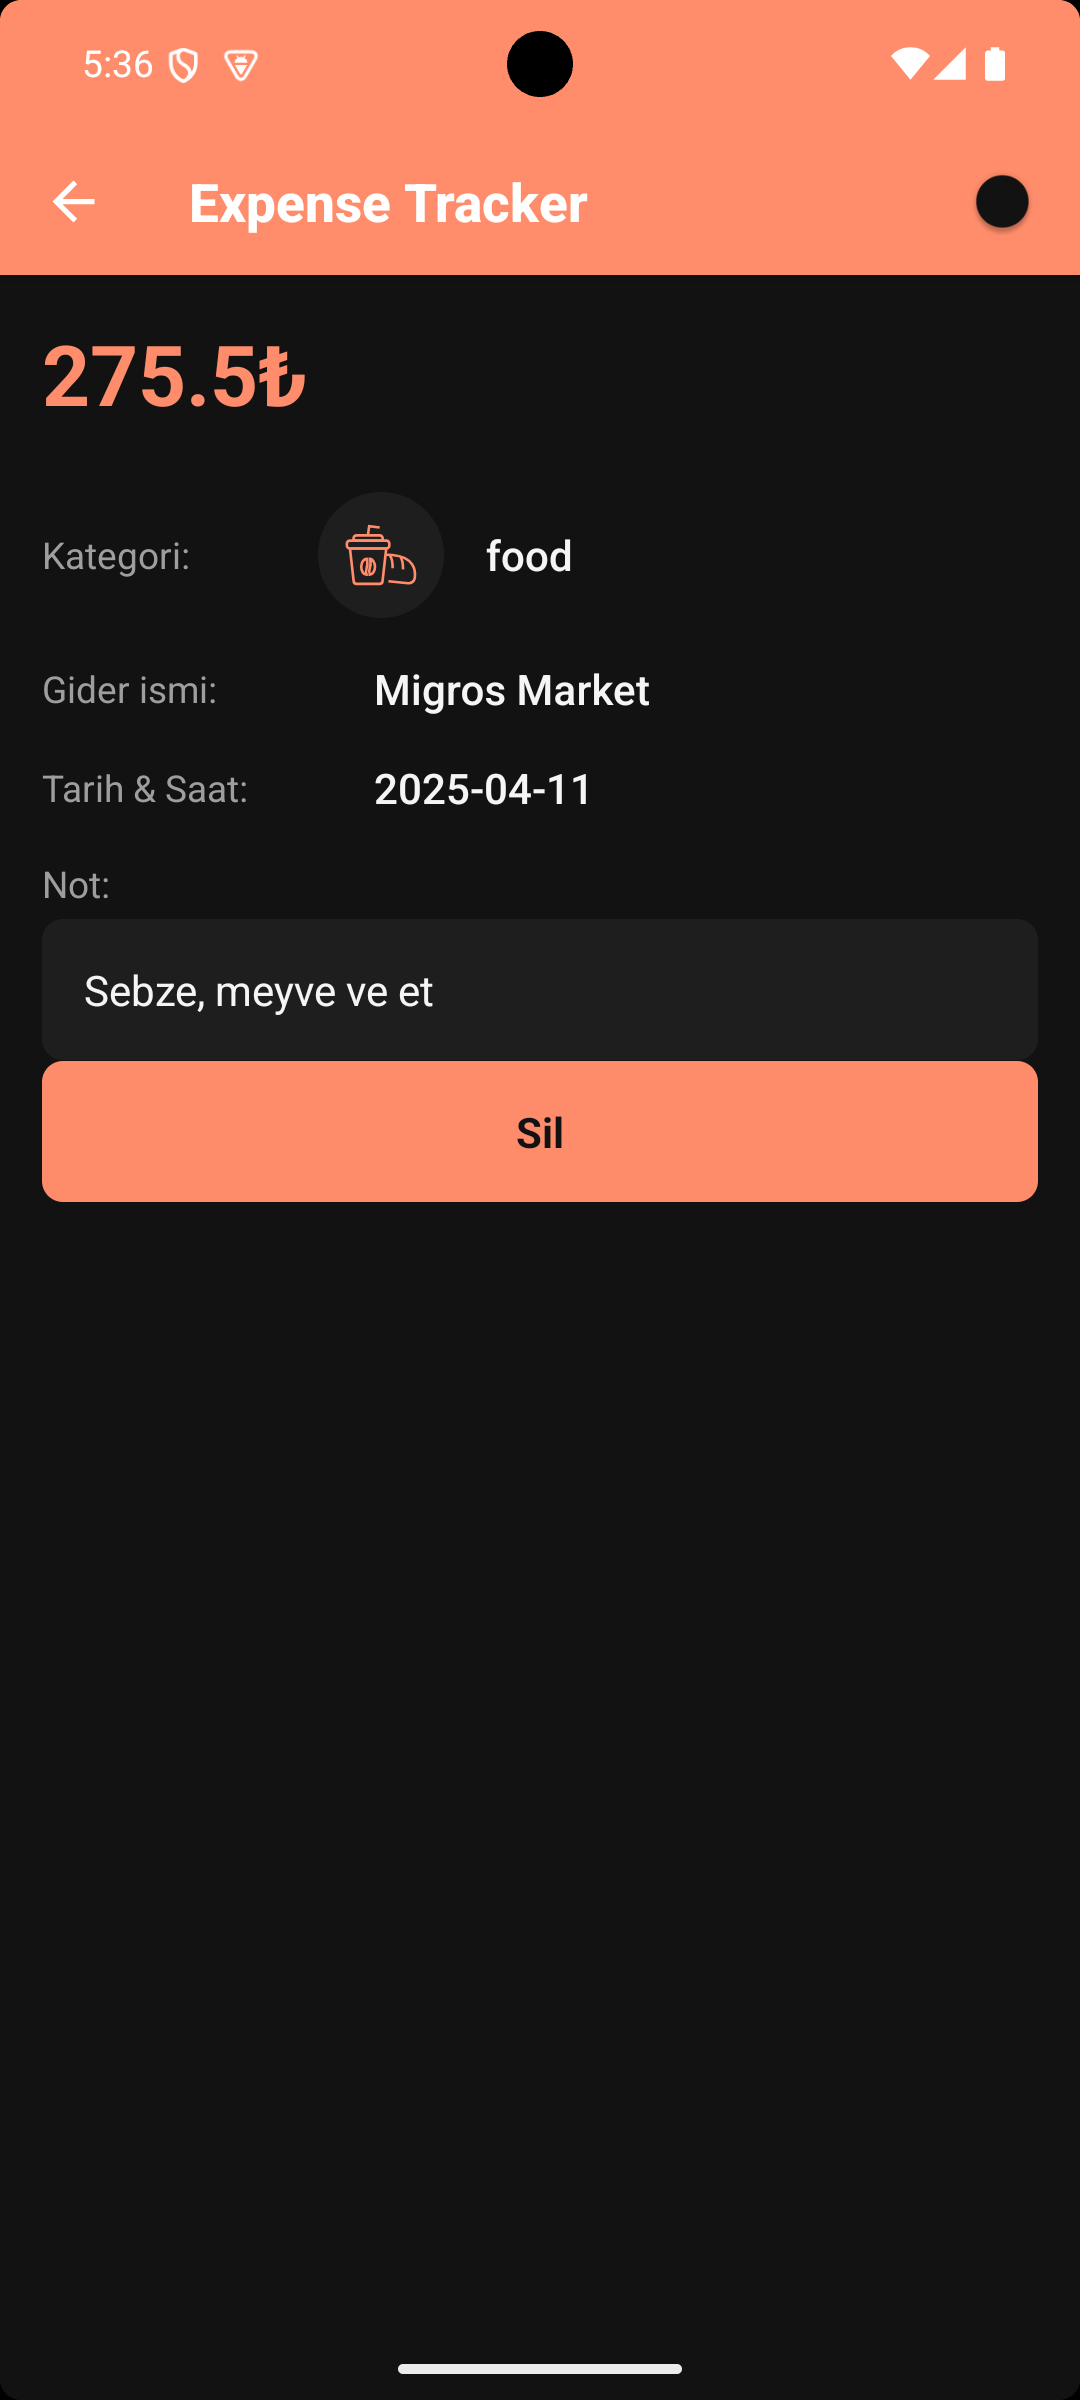 5:36
Expense Tracker
275.5₺
Kategori:
food
Gider ismi:
Migros Market
Tarih & Saat:
2025-04-11
Not:
Sebze, meyve ve et
Sil